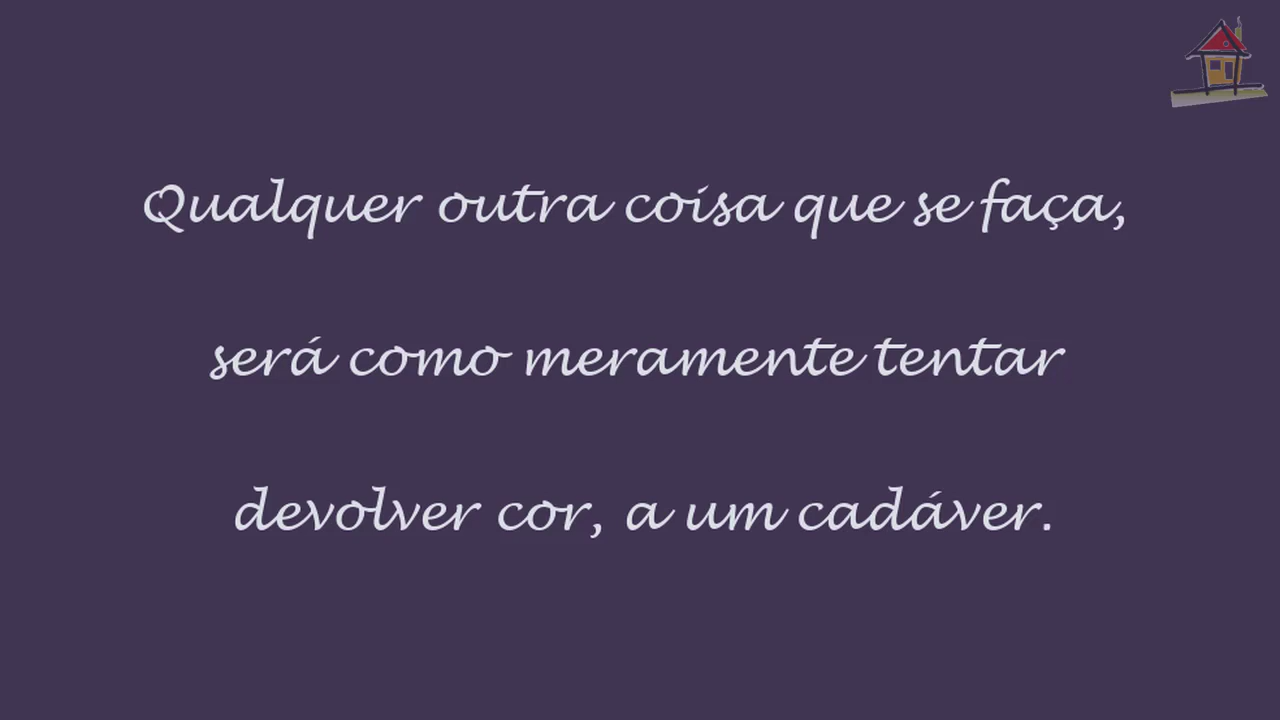 Qualquer outra coisa que se faça,
será como meramente tentar
devolver cor, a um cadáver.